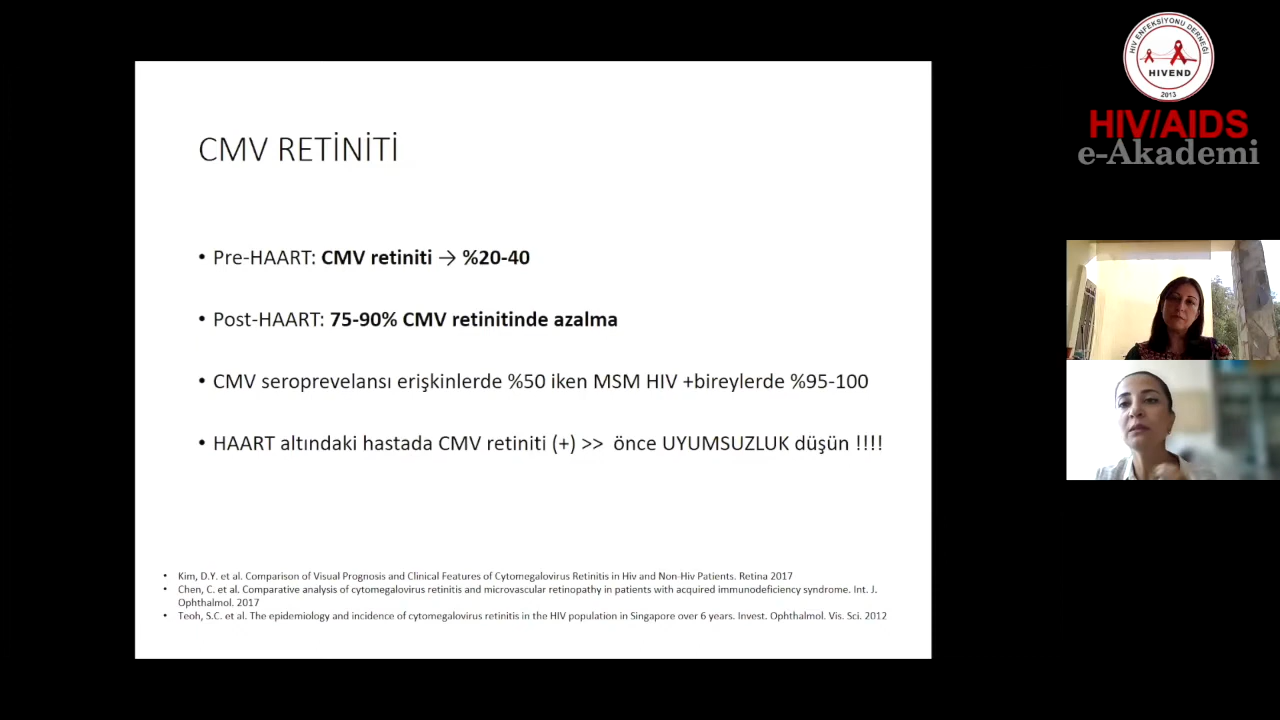 HIV ENFEKSİYONU DERNEĞİ
HIVEND
2013
HIV/AIDS
e-Akademi
CMV RETİNİTİ
• Pre-HAART: CMV retiniti → %20-40
• Post-HAART: 75-90% CMV retinitinde azalma
• CMV seroprevelansı erişkinlerde %50 iken MSM HIV +bireylerde %95-100
• HAART altındaki hastada CMV retiniti (+) >> önce UYUMSUZLUK düşün !!!!
• Kim, D.Y. et al. Comparison of Visual Prognosis and Clinical Features of Cytomegalovirus Retinitis in Hiv and Non-Hiv Patients. Retina 2017
• Chen, C. et al. Comparative analysis of cytomegalovirus retinitis and microvascular retinopathy in patients with acquired immunodeficiency syndrome. Int. J.
Ophthalmol. 2017
• Teoh, S.C. et al. The epidemiology and incidence of cytomegalovirus retinitis in the HIV population in Singapore over 6 years. Invest. Ophthalmol. Vis. Sci. 2012